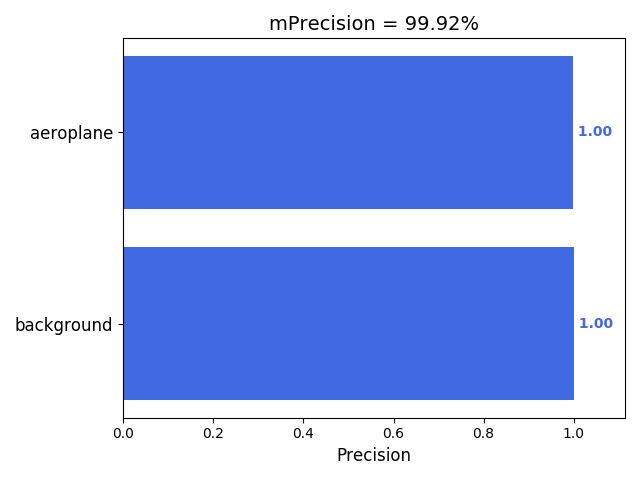 mPrecision = 99.92%
aeroplane
1.00
background
1.00
0.0 0.2 0.4 0.6 0.8 1.0
Precision